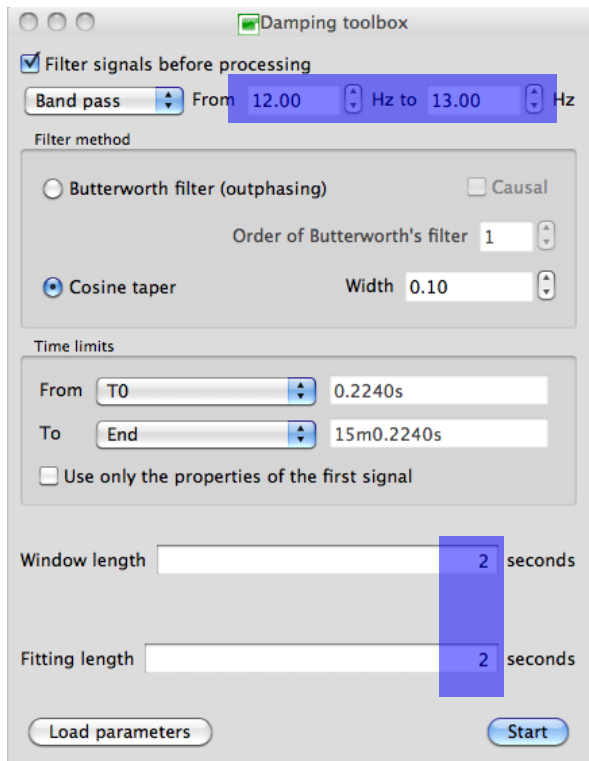 Damping toolbox
Filter signals before processing
Band pass From 12.00 Hz to 13.00 Hz
Filter method
Butterworth filter (outphasing) Causal
Order of Butterworth's filter 1
Cosine taper Width 0.10
Time limits
From T0 0.2240s
To End 15m0.2240s
Use only the properties of the first signal
Window length 2 seconds
Fitting length 2 seconds
Load parameters Start